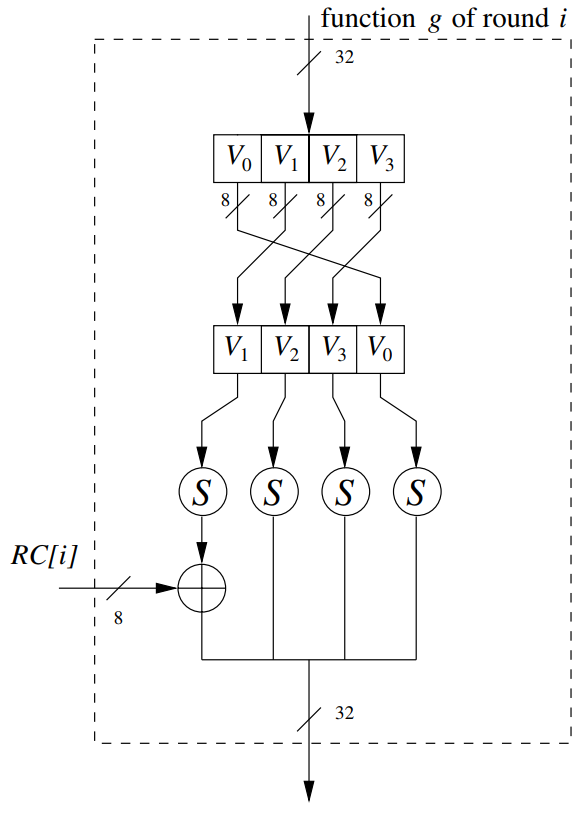 function g of round i
32
V0 V1 V2 V3
8 8 8 8
V1 V2 V3 V0
S S S S
RC[i]
8
32